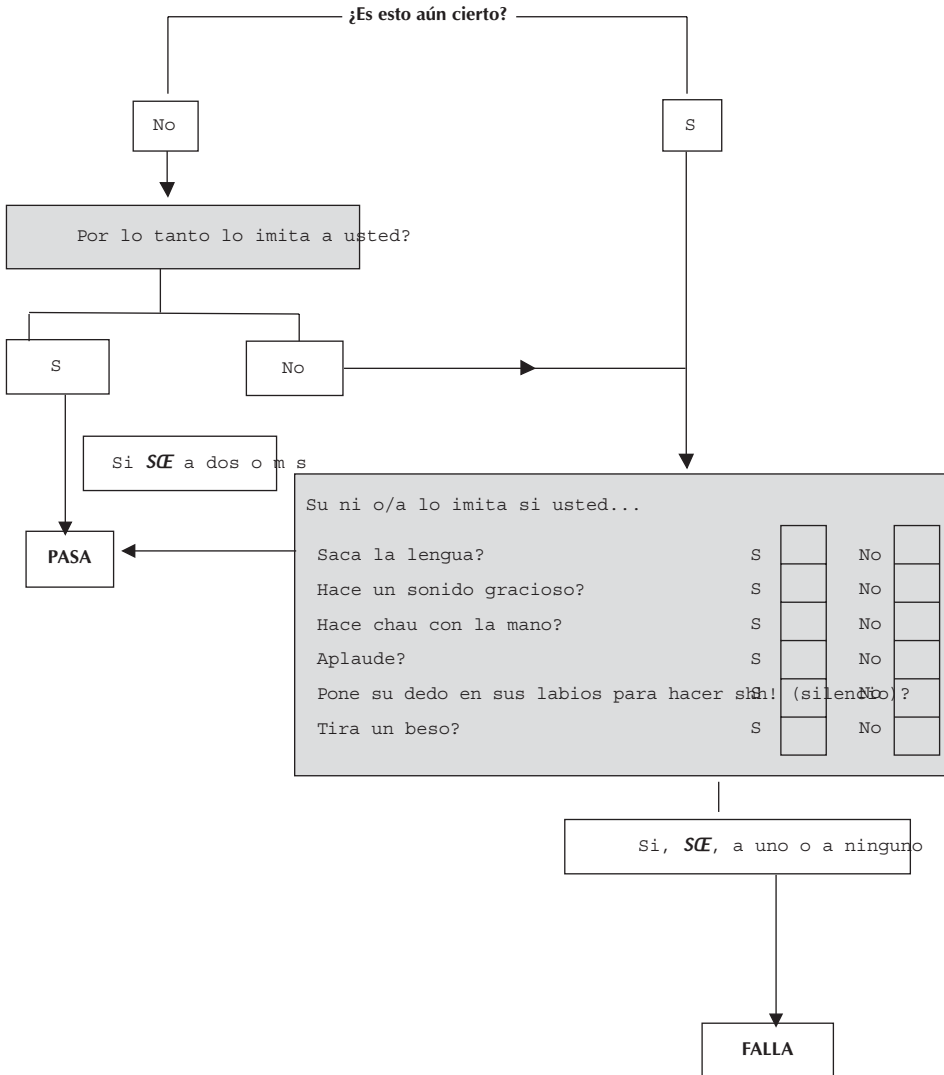 ¿Es esto aún cierto?
No
S
Por lo tanto lo imita a usted?
S
No
Si SŒ a dos o m s
Su ni o/a lo imita si usted...
PASA
Saca la lengua? S No
Hace un sonido gracioso? S No
Hace chau con la mano? S No
Aplaude? S No
Pone su dedo en sus labios para hacer shh! (silencio)? S No
Tira un beso? S No
Si, SŒ, a uno o a ninguno
FALLA